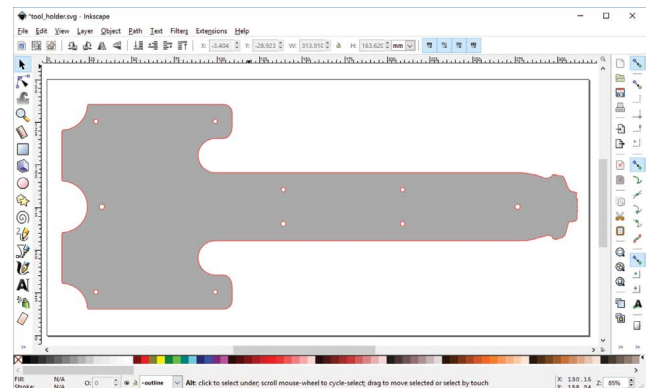 *tool_holder.svg - Inkscape
File Edit View Layer Object Path Text Filters Extensions Help
X: -3.404 Y: -28.923 W: 313.910 H: 163.620 mm
Fill: N/A O: 0 -outline Alt: click to select under; scroll mouse-wheel to cycle-select; drag to move selected or select by touch X: 180.15 85%
Stroke: N/A Y: 158.04